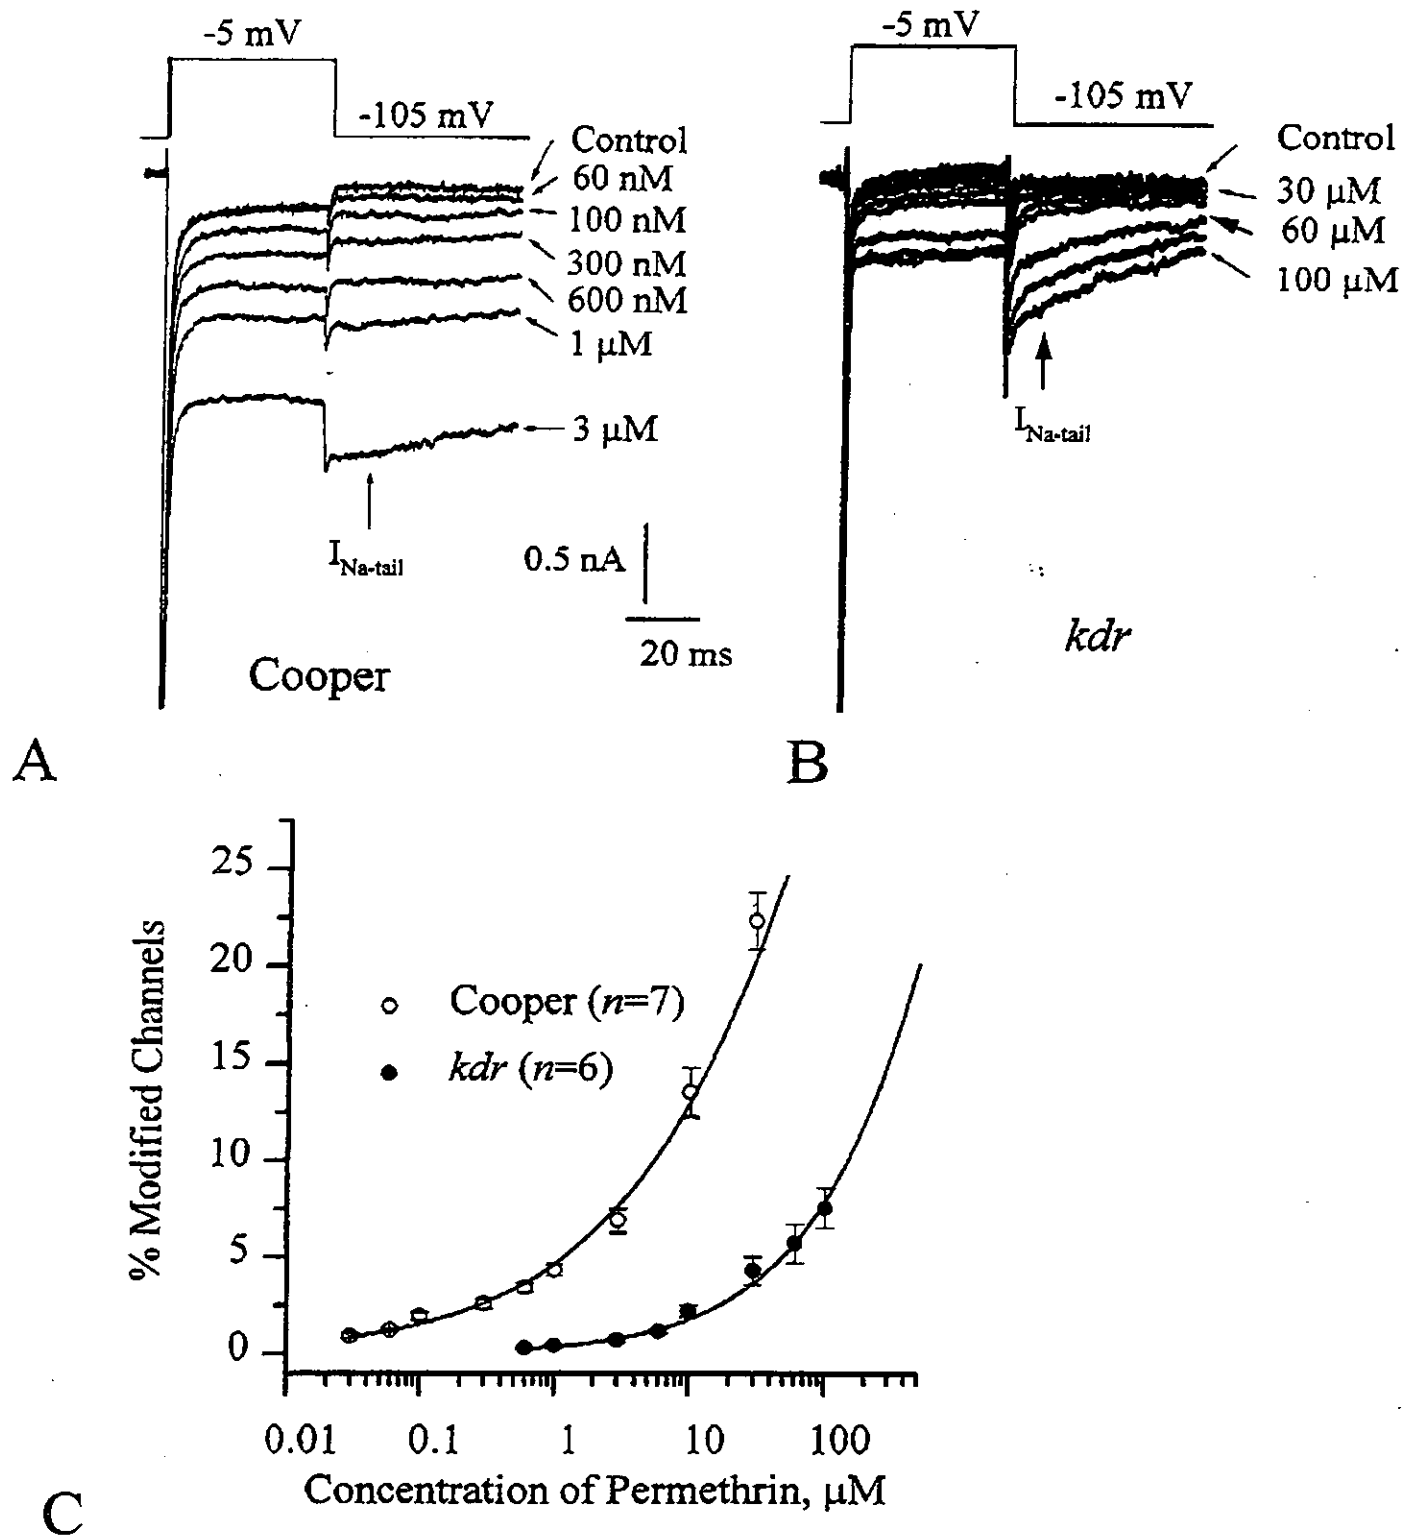 -5 mV
-105 mV
Control
60 nM
100 nM
300 nM
600 nM
1 μM
3 μM
I_Na-tail
0.5 nA
20 ms
Cooper
A
-5 mV
-105 mV
Control
30 μM
60 μM
100 μM
I_Na-tail
kdr
B
% Modified Channels
25
20
15
10
5
0
Cooper (n=7)
kdr (n=6)
0.01 0.1 1 10 100
Concentration of Permethrin, μM
C